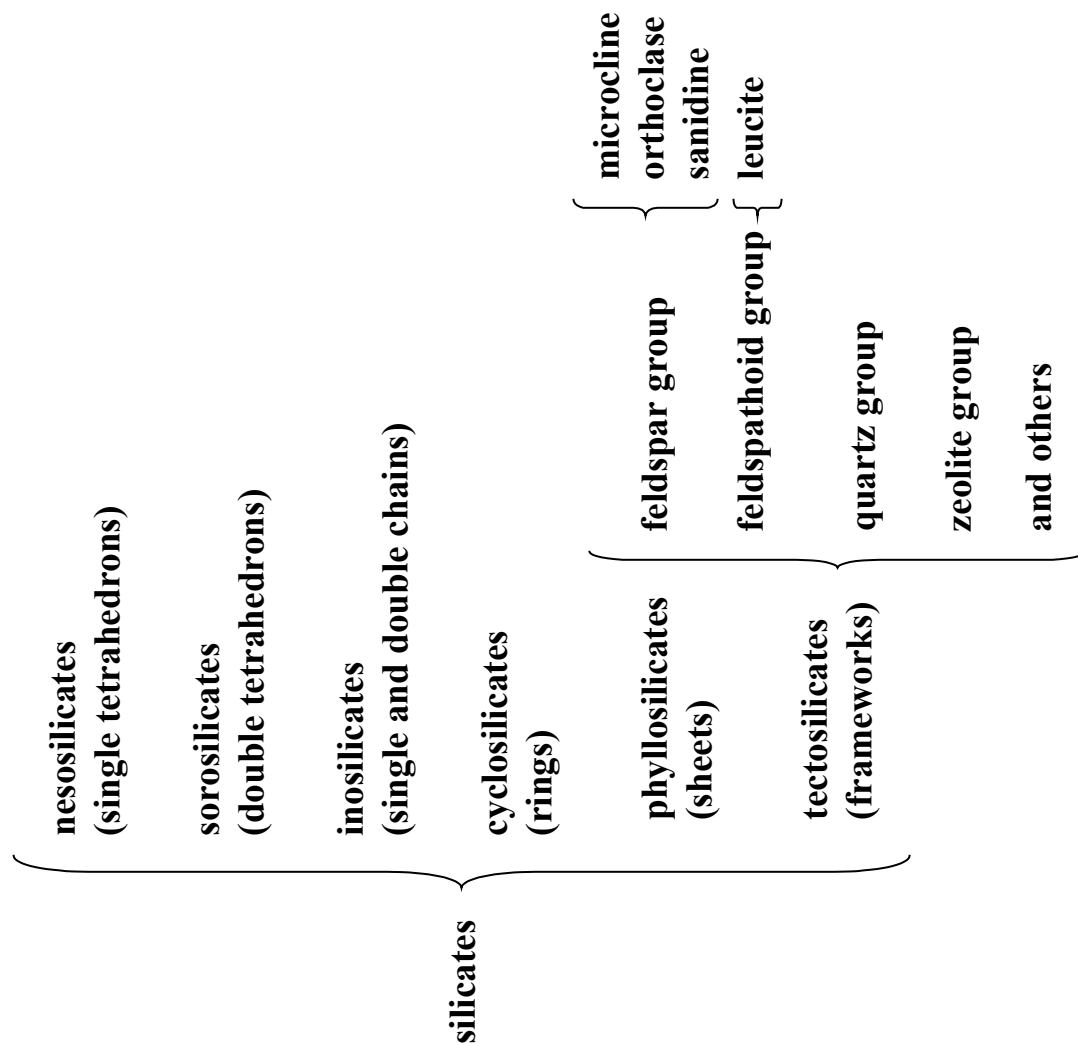 silicates
nesosilicates
(single tetrahedrons)
sorosilicates
(double tetrahedrons)
inosilicates
(single and double chains)
cyclosilicates
(rings)
phyllosilicates
(sheets)
tectosilicates
(frameworks)
feldspar group
feldspathoid group
quartz group
zeolite group
and others
microcline
orthoclase
sanidine
leucite